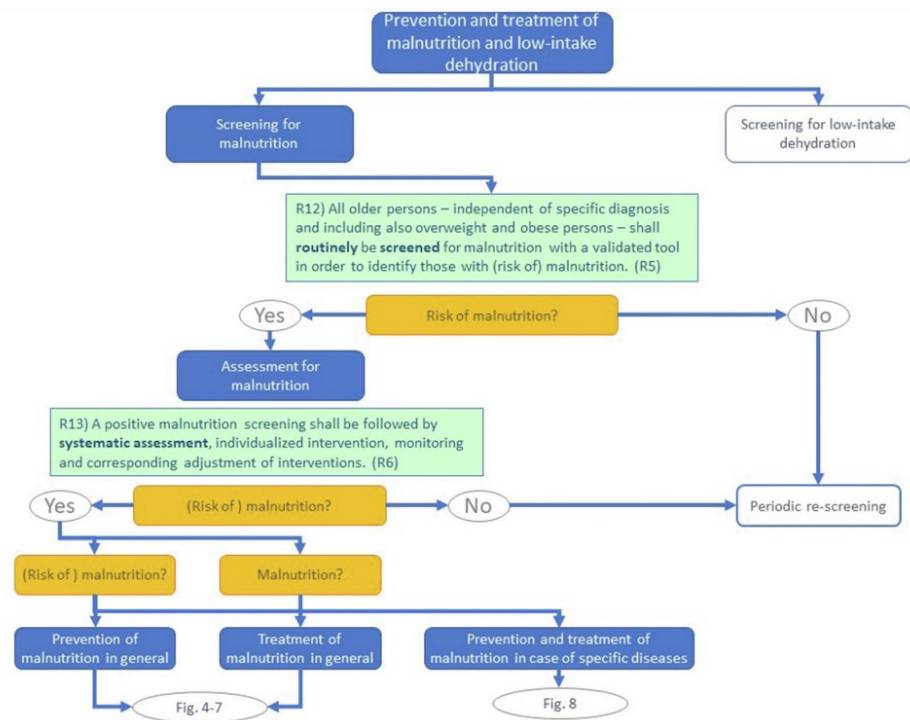 Prevention and treatment of
malnutrition and low-intake
dehydration
Screening for
malnutrition
Screening for low-intake
dehydration
R12) All older persons – independent of specific diagnosis
and including also overweight and obese persons – shall
routinely be screened for malnutrition with a validated tool
in order to identify those with (risk of) malnutrition. (R5)
Yes
Risk of malnutrition?
No
Assessment for
malnutrition
R13) A positive malnutrition screening shall be followed by
systematic assessment, individualized intervention, monitoring
and corresponding adjustment of interventions. (R6)
Yes
(Risk of ) malnutrition?
No
Periodic re-screening
(Risk of ) malnutrition?
Malnutrition?
Prevention of
malnutrition in general
Treatment of
malnutrition in general
Prevention and treatment of
malnutrition in case of specific diseases
Fig. 4-7
Fig. 8